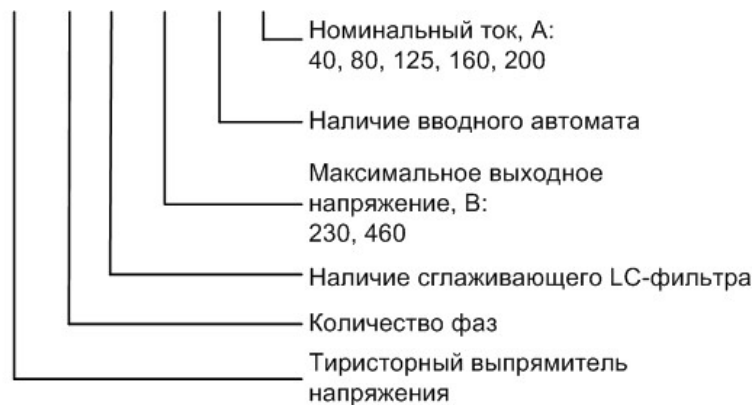 Номинальный ток, А:
40, 80, 125, 160, 200
Наличие вводного автомата
Максимальное выходное
напряжение, В:
230, 460
Наличие сглаживающего LC-фильтра
Количество фаз
Тиристорный выпрямитель
напряжения